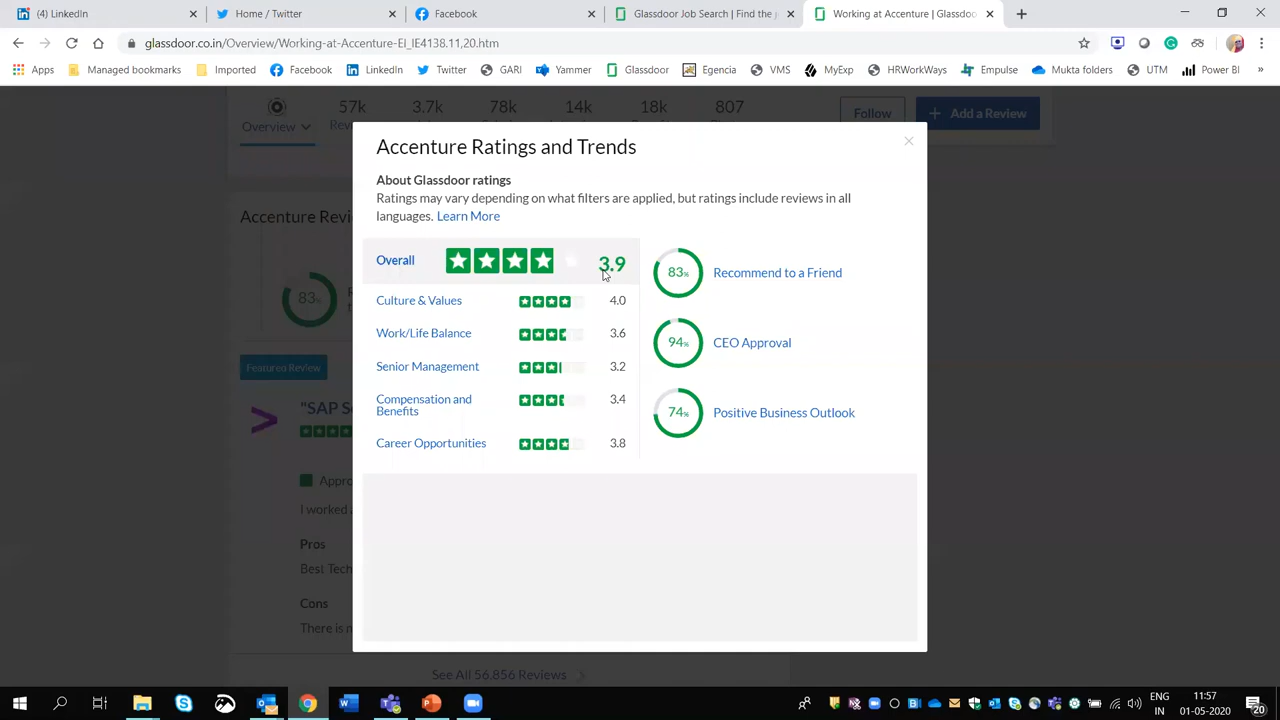 (4) LinkedIn
Home / Twitter
Facebook
Glassdoor Job Search | Find the j
Working at Accenture | Glassdoo
glassdoor.co.in/Overview/Working-at-Accenture-EI_IE4138.11,20.htm
Apps
Managed bookmarks
Imported
Facebook
LinkedIn
Twitter
GARI
Yammer
Glassdoor
Egencia
VMS
MyExp
HRWorkWays
Empulse
Mukta folders
UTM
Power BI
»
57k
3.7k
78k
14k
18k
807
Overview
Follow
+ Add a Review
Accenture Ratings and Trends
About Glassdoor ratings
Ratings may vary depending on what filters are applied, but ratings include reviews in all
languages. Learn More
Accenture Revie
Overall 3.9
Culture & Values 4.0
Work/Life Balance 3.6
Senior Management 3.2
Compensation and
Benefits 3.4
Career Opportunities 3.8
83% Recommend to a Friend
94% CEO Approval
74% Positive Business Outlook
83%
Featured Review
"SAP S
Appro
I worked
Pros
Best Tech
Cons
There is n
See All 56,856 Reviews
ENG
IN
11:57
01-05-2020
20